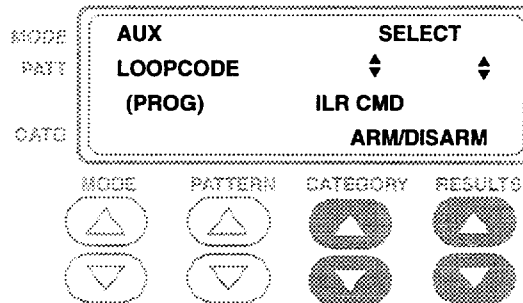 MODE AUX SELECT
PATT LOOPCODE
(PROG) ILR CMD
CATG ARM/DISARM
MODE PATTERN CATEGORY RESULTS